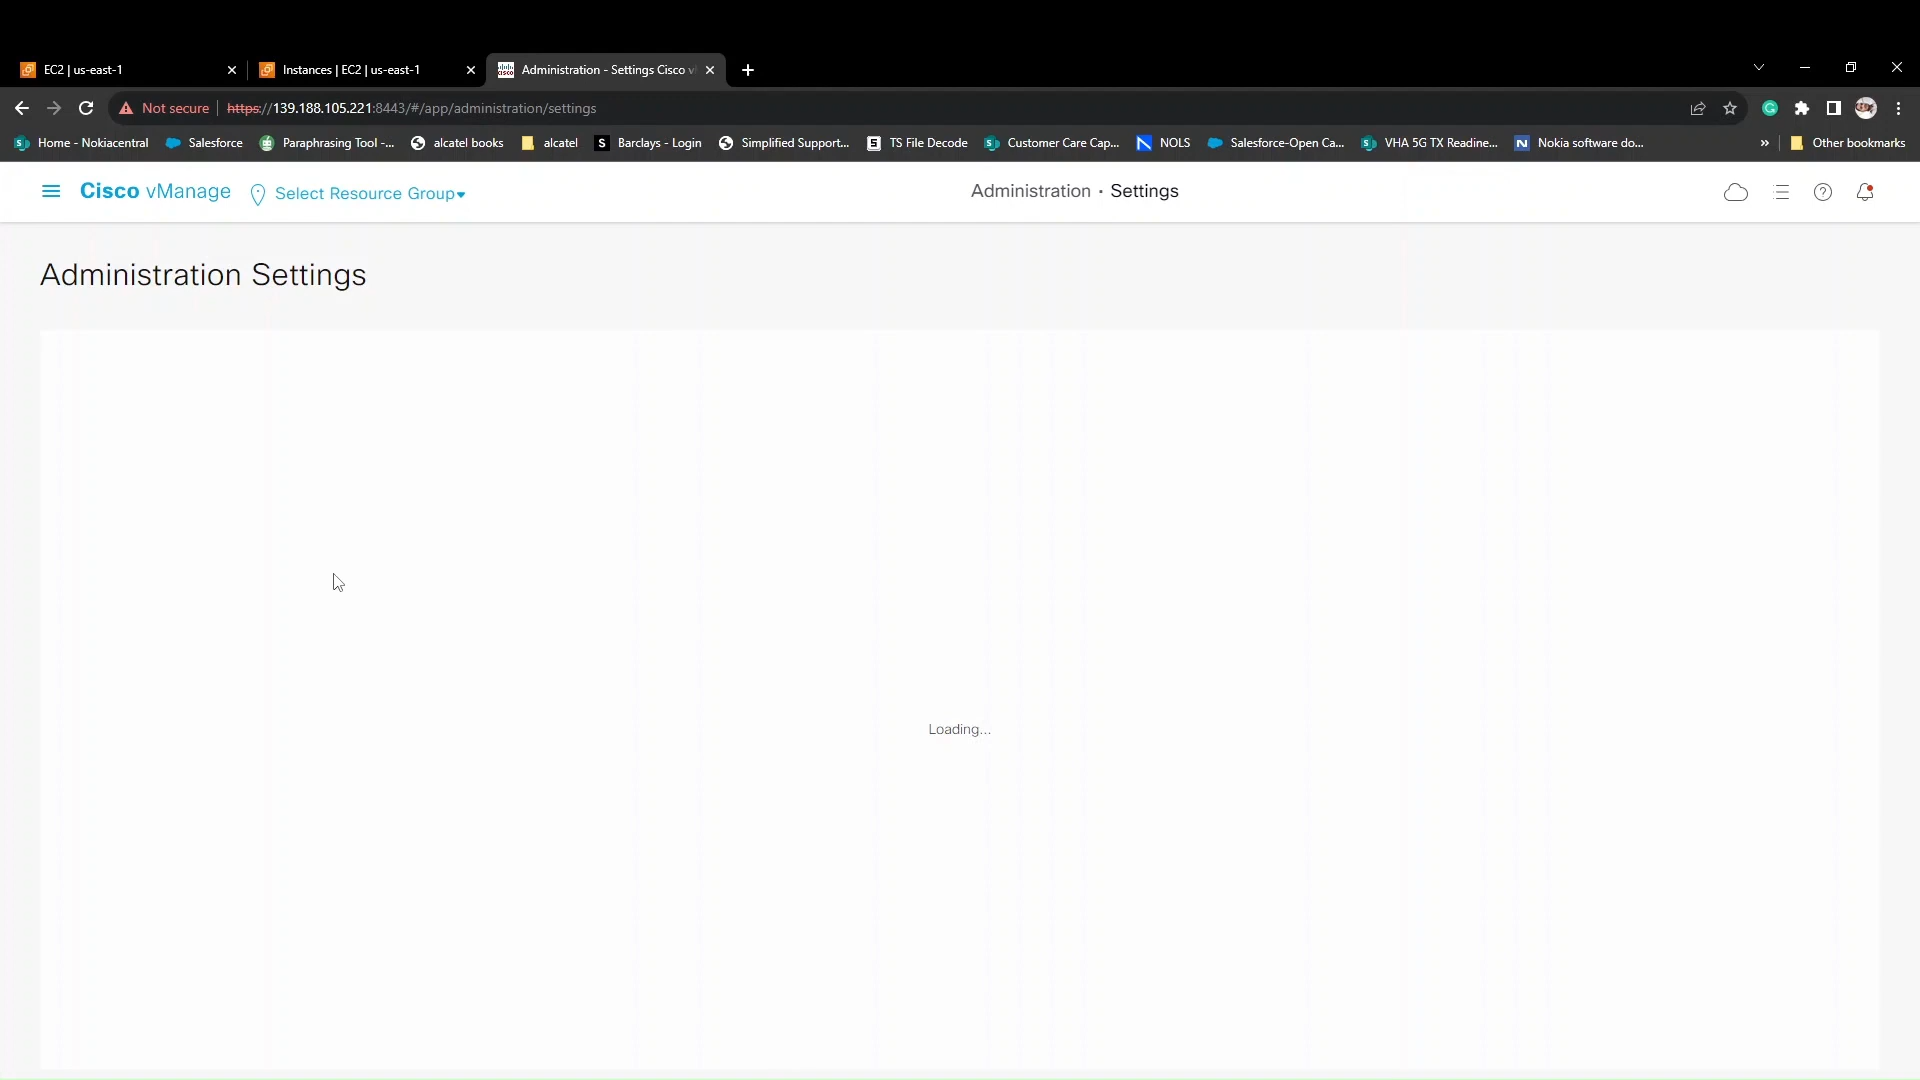 EC2 | us-east-1
Instances | EC2 | us-east-1
Administration - Settings Cisco v
Not secure
https://139.188.105.221:8443/#/app/administration/settings
Home - Nokiacentral
Salesforce
Paraphrasing Tool -...
alcatel books
alcatel
S
Barclays - Login
Simplified Support...
TS File Decode
Customer Care Cap...
NOLS
Salesforce-Open Ca...
VHA 5G TX Readine...
Nokia software do...
»
Other bookmarks
Cisco vManage
Select Resource Group
Administration · Settings
Administration Settings
Loading...